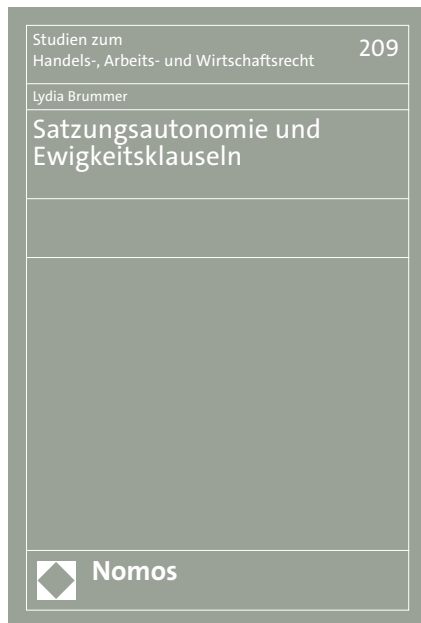 Studien zum
Handels-, Arbeits- und Wirtschaftsrecht
209
Lydia Brummer
Satzungsautonomie und
Ewigkeitsklauseln
Nomos